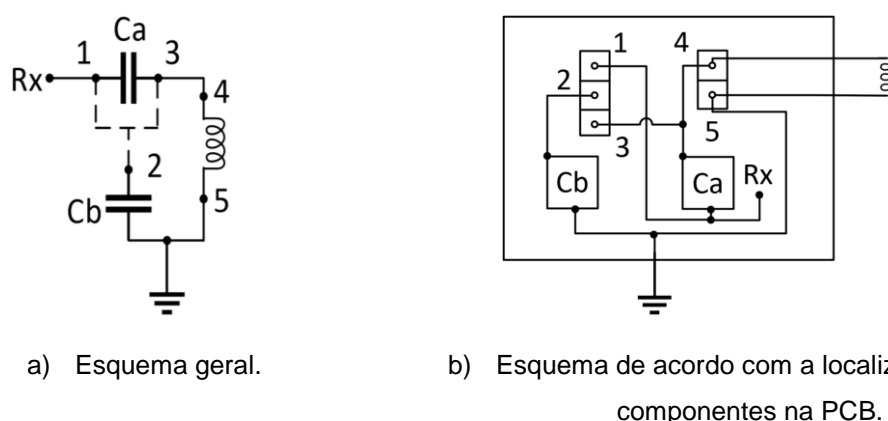 Ca
1 3
Rx 4
2
Cb 5
1 4
2
3 5
Cb Ca Rx
a) Esquema geral.
b) Esquema de acordo com a
componentes na PCB.